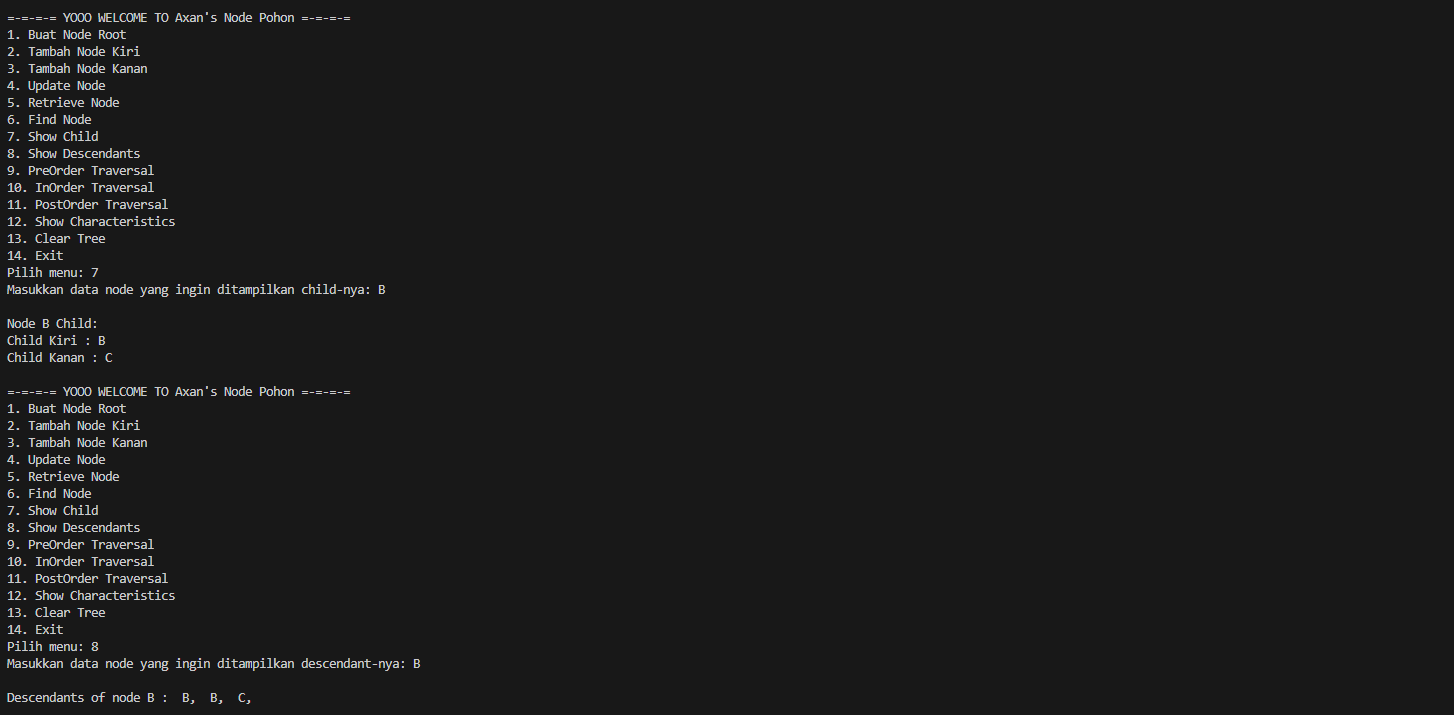 =-=-=-= YOOO WELCOME TO Axan's Node Pohon =-=-=-=
1. Buat Node Root
2. Tambah Node Kiri
3. Tambah Node Kanan
4. Update Node
5. Retrieve Node
6. Find Node
7. Show Child
8. Show Descendants
9. PreOrder Traversal
10. InOrder Traversal
11. PostOrder Traversal
12. Show Characteristics
13. Clear Tree
14. Exit
Pilih menu: 7
Masukkan data node yang ingin ditampilkan child-nya: B

Node B Child:
Child Kiri : B
Child Kanan : C

=-=-=-= YOOO WELCOME TO Axan's Node Pohon =-=-=-=
1. Buat Node Root
2. Tambah Node Kiri
3. Tambah Node Kanan
4. Update Node
5. Retrieve Node
6. Find Node
7. Show Child
8. Show Descendants
9. PreOrder Traversal
10. InOrder Traversal
11. PostOrder Traversal
12. Show Characteristics
13. Clear Tree
14. Exit
Pilih menu: 8
Masukkan data node yang ingin ditampilkan descendant-nya: B

Descendants of node B :  B,  B,  C,